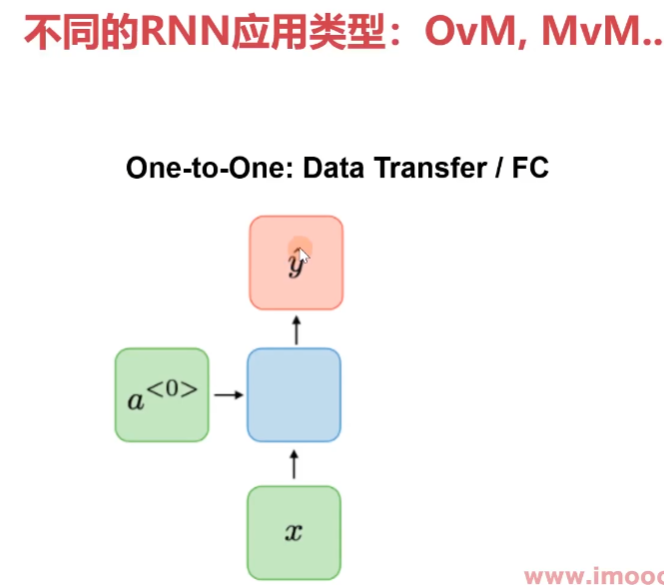 不同的RNN应用类型：OvM, MvM..
One-to-One: Data Transfer / FC
ŷ
a<0>
x
www.imooc